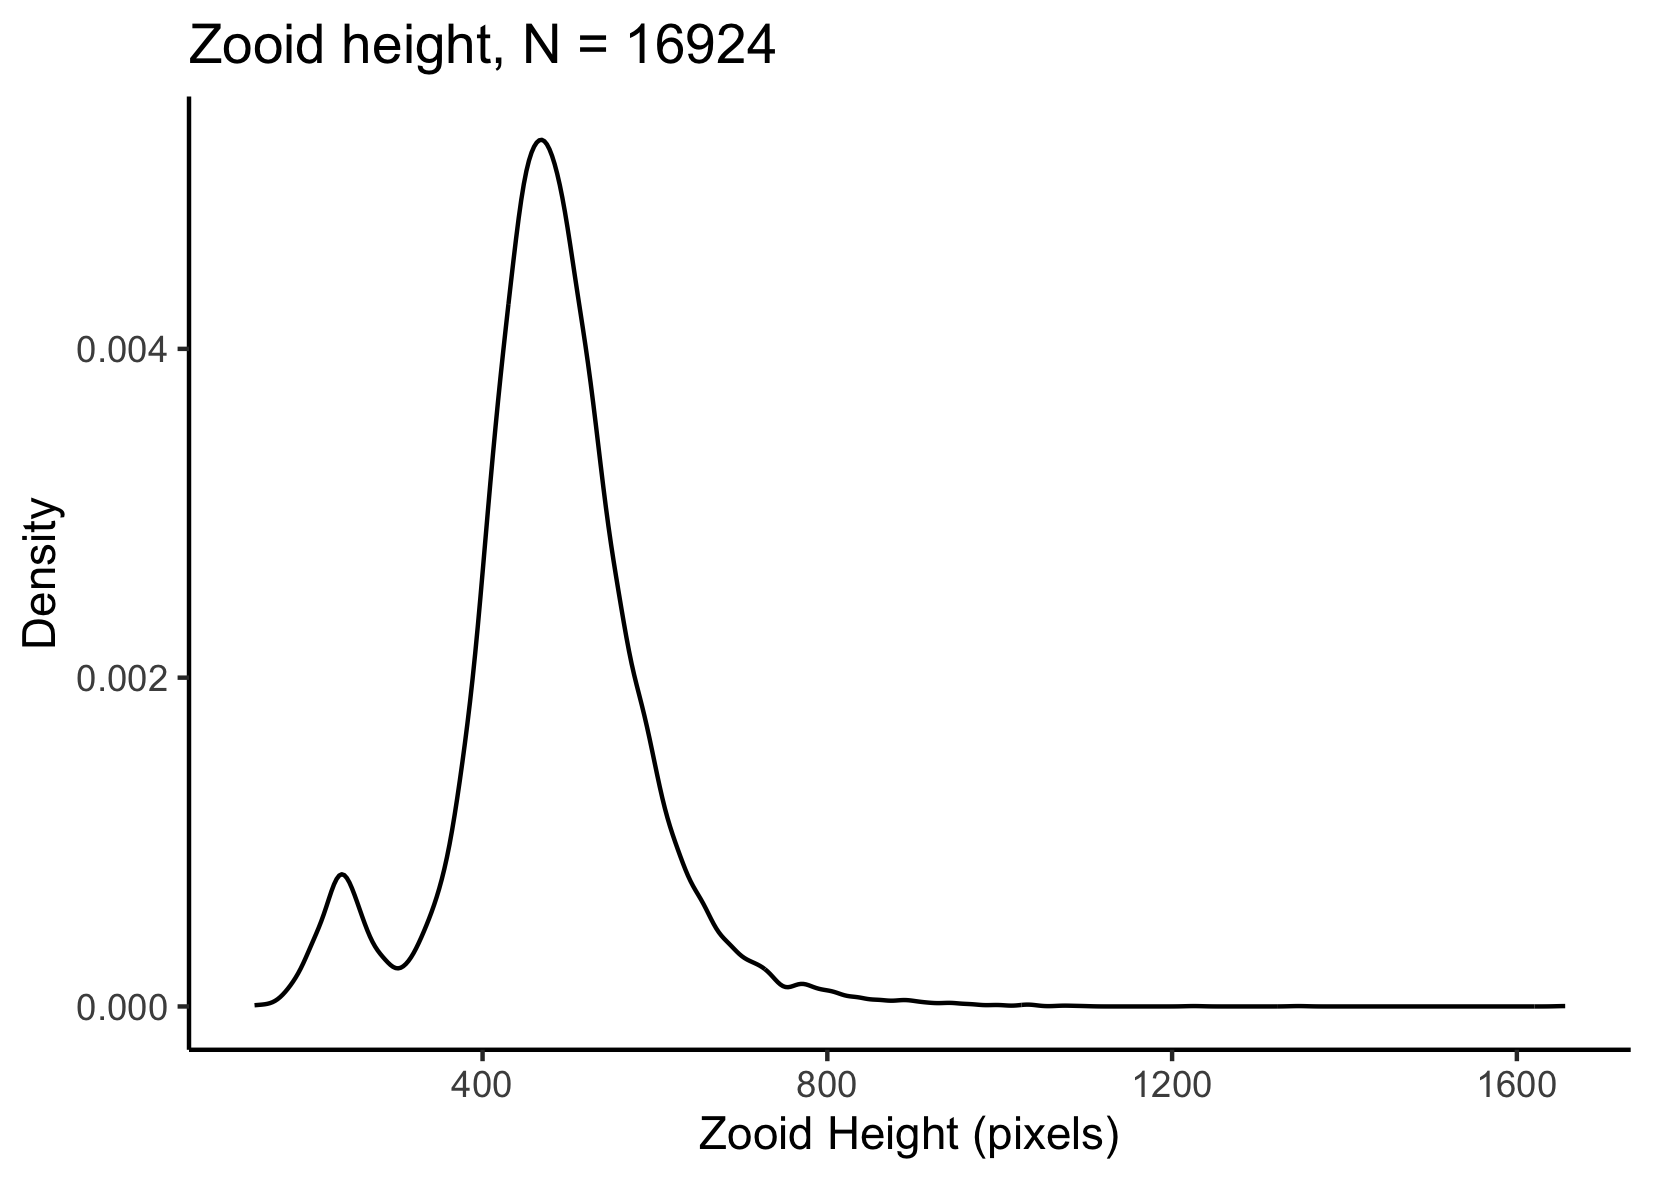 Zooid height, N = 16924
Density
0.004
0.002
0.000
400 800 1200 1600
Zooid Height (pixels)